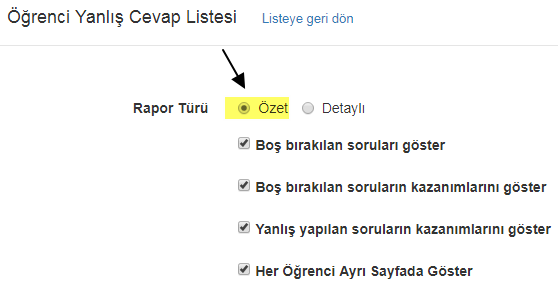 Öğrenci Yanlış Cevap Listesi Listeye geri dön
Rapor Türü Özet Detaylı
Boş bırakılan soruları göster
Boş bırakılan soruların kazanımlarını göster
Yanlış yapılan soruların kazanımlarını göster
Her Öğrenci Ayrı Sayfada Göster